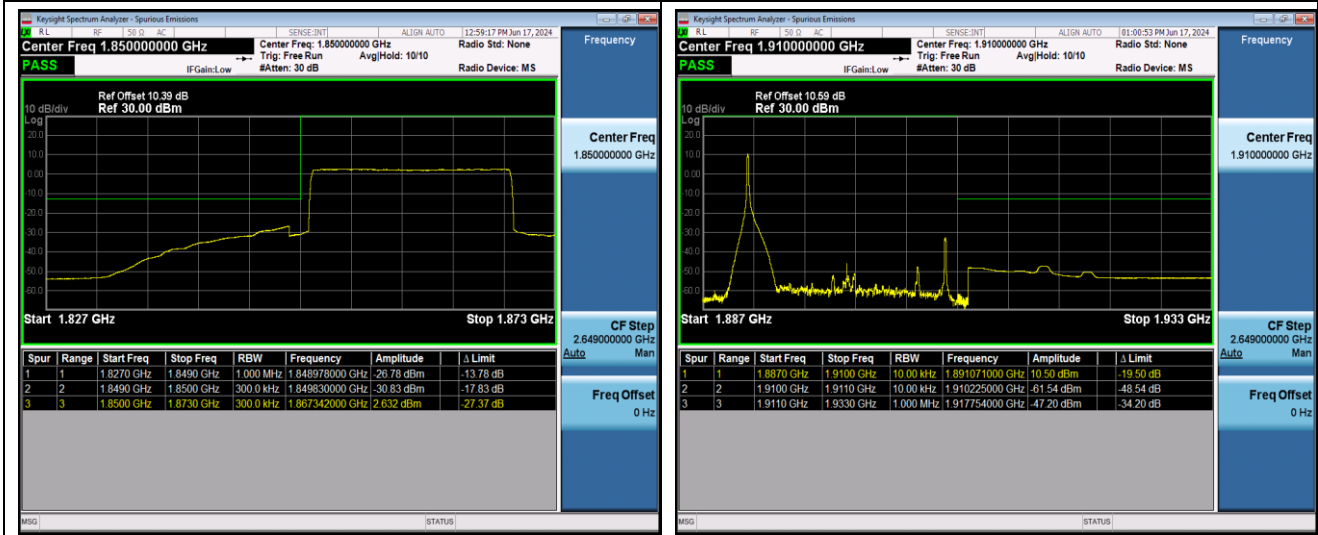 Keysight Spectrum Analyzer - Spurious Emissions
RL RF 50 Ω AC SENSE:INT ALIGN AUTO 12:59:17 PM Jun 17, 2024
Center Freq 1.850000000 GHz Center Freq: 1.850000000 GHz Radio Std: None
Trig: Free Run Avg|Hold: 10/10
PASS IFGain:Low #Atten: 30 dB Radio Device: MS
Ref Offset 10.39 dB
10 dB/div Ref 30.00 dBm
Log
20.0
10.0
0.00
-10.0
-20.0
-30.0
-40.0
-50.0
-60.0
Start 1.827 GHz Stop 1.873 GHz
Spur Range Start Freq Stop Freq RBW Frequency Amplitude Δ Limit
1 1 1.8270 GHz 1.8490 GHz 1.000 MHz 1.848978000 GHz -26.78 dBm -13.78 dB
2 2 1.8490 GHz 1.8500 GHz 300.0 kHz 1.849830000 GHz -30.83 dBm -17.83 dB
3 3 1.8500 GHz 1.8730 GHz 300.0 kHz 1.867342000 GHz 2.632 dBm -27.37 dB
Frequency
Center Freq
1.850000000 GHz
CF Step
2.649000000 GHz
Auto Man
Freq Offset
0 Hz
MSG STATUS
Keysight Spectrum Analyzer - Spurious Emissions
RL RF 50 Ω AC SENSE:INT ALIGN AUTO 01:00:53 PM Jun 17, 2024
Center Freq 1.910000000 GHz Center Freq: 1.910000000 GHz Radio Std: None
Trig: Free Run Avg|Hold: 10/10
PASS IFGain:Low #Atten: 30 dB Radio Device: MS
Ref Offset 10.59 dB
10 dB/div Ref 30.00 dBm
Log
20.0
10.0
0.00
-10.0
-20.0
-30.0
-40.0
-50.0
-60.0
Start 1.887 GHz Stop 1.933 GHz
Spur Range Start Freq Stop Freq RBW Frequency Amplitude Δ Limit
1 1 1.8870 GHz 1.9100 GHz 10.00 kHz 1.891071000 GHz 10.50 dBm -19.50 dB
2 2 1.9100 GHz 1.9110 GHz 10.00 kHz 1.910225000 GHz -61.54 dBm -48.54 dB
3 3 1.9110 GHz 1.9330 GHz 1.000 MHz 1.917754000 GHz -47.20 dBm -34.20 dB
Frequency
Center Freq
1.910000000 GHz
CF Step
2.649000000 GHz
Auto Man
Freq Offset
0 Hz
MSG STATUS